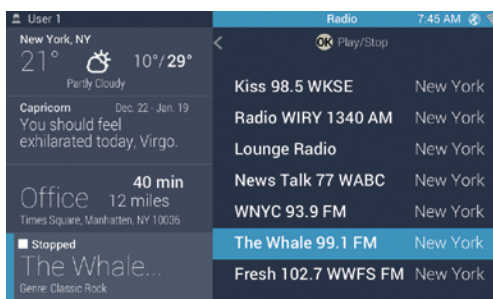 User 1
Radio
7:45 AM
New York, NY
21° 10°/29°
Partly Cloudy
Capricorn Dec. 22 - Jan. 19
You should feel
exhilarated today, Virgo.
40 min
Office 12 miles
Times Square, Manhatten, NY 10036
Stopped
The Whale...
Genre: Classic Rock
< OK Play/Stop
Kiss 98.5 WKSE New York
Radio WIRY 1340 AM New York
Lounge Radio New York
News Talk 77 WABC New York
WNYC 93.9 FM New York
The Whale 99.1 FM New York
Fresh 102.7 WWFS FM New York